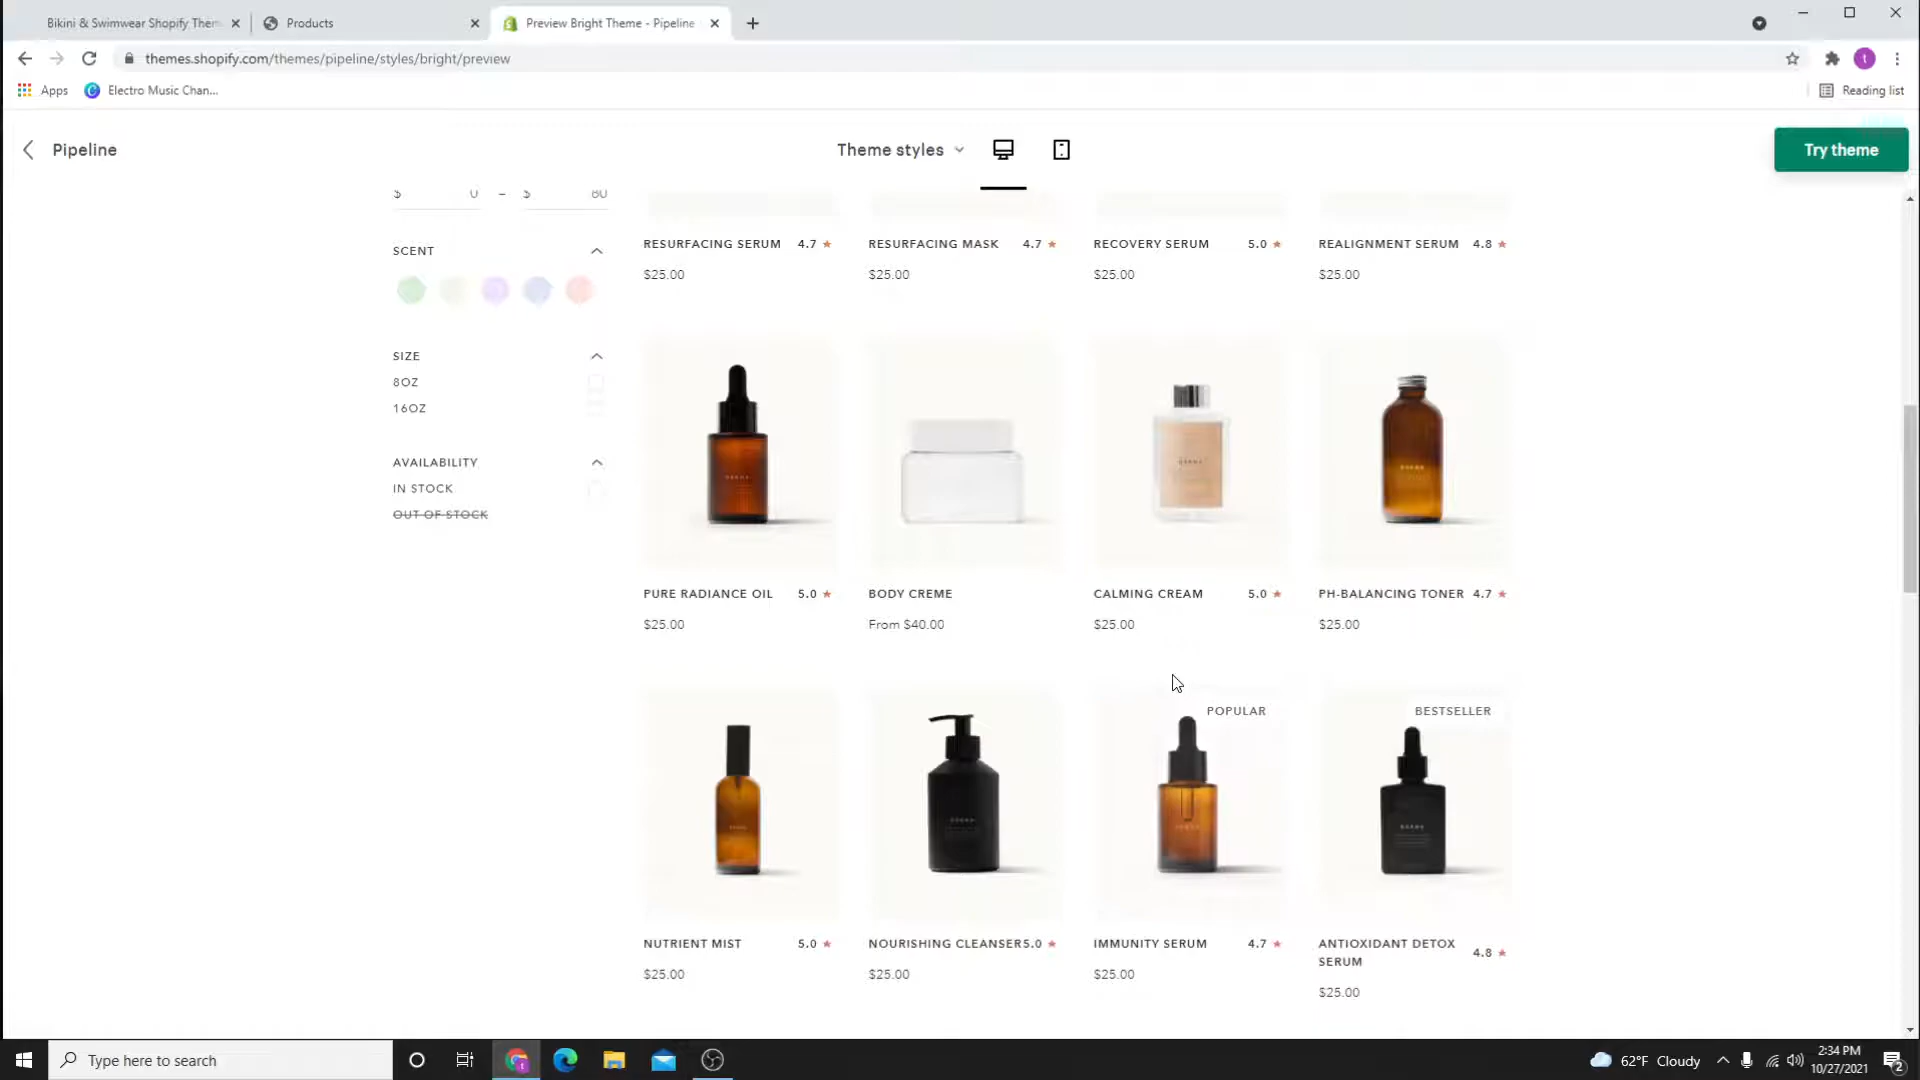 Bikini & Swimwear Shopify Them
Products
Preview Bright Theme - Pipeline
themes.shopify.com/themes/pipeline/styles/bright/preview
t
Apps
Electro Music Chan...
Reading list
Pipeline
Theme styles
Try theme
$ 0 - $ 80
SCENT
SIZE
8OZ
16OZ
AVAILABILITY
IN STOCK
OUT OF STOCK
RESURFACING SERUM 4.7 ★
$25.00
RESURFACING MASK 4.7 ★
$25.00
RECOVERY SERUM 5.0 ★
$25.00
REALIGNMENT SERUM 4.8 ★
$25.00
PURE RADIANCE OIL 5.0 ★
$25.00
BODY CREME
From $40.00
CALMING CREAM 5.0 ★
$25.00
PH-BALANCING TONER 4.7 ★
$25.00
POPULAR
BESTSELLER
NUTRIENT MIST 5.0 ★
$25.00
NOURISHING CLEANSER5.0 ★
$25.00
IMMUNITY SERUM 4.7 ★
$25.00
ANTIOXIDANT DETOX
SERUM
4.8 ★
$25.00
Type here to search
62°F Cloudy
2:34 PM
10/27/2021
2